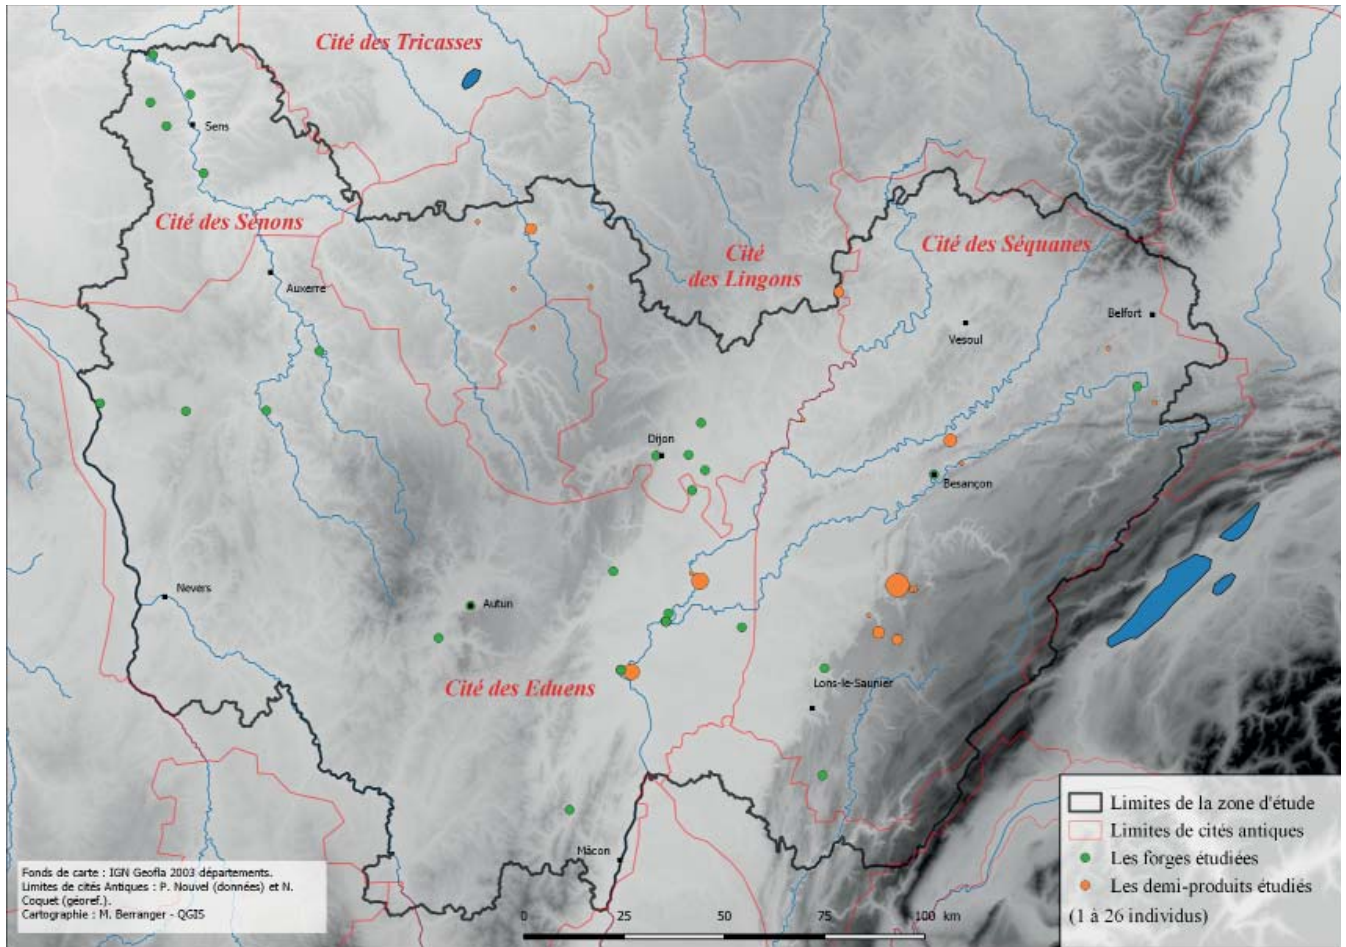 Cité des Tricasses
Sens
Cité des Sénons
Cité des Séquanes
Cité
des Lingons
Auxerre
Belfort
Vesoul
Dijon
Besançon
Nevers
Autun
Cité des Eduens
Lons-le-Saunier
Mâcon
Limites de la zone d'étude
Limites de cités antiques
Les forges étudiées
Les demi-produits étudiés
(1 à 26 individus)
Fonds de carte : IGN Geofla 2003 départements.
Limites de cités Antiques : P. Nouvel (données) et N.
Coquet (géoref.).
Cartographie : M. Berranger - QGIS
0 25 50 75 100 km